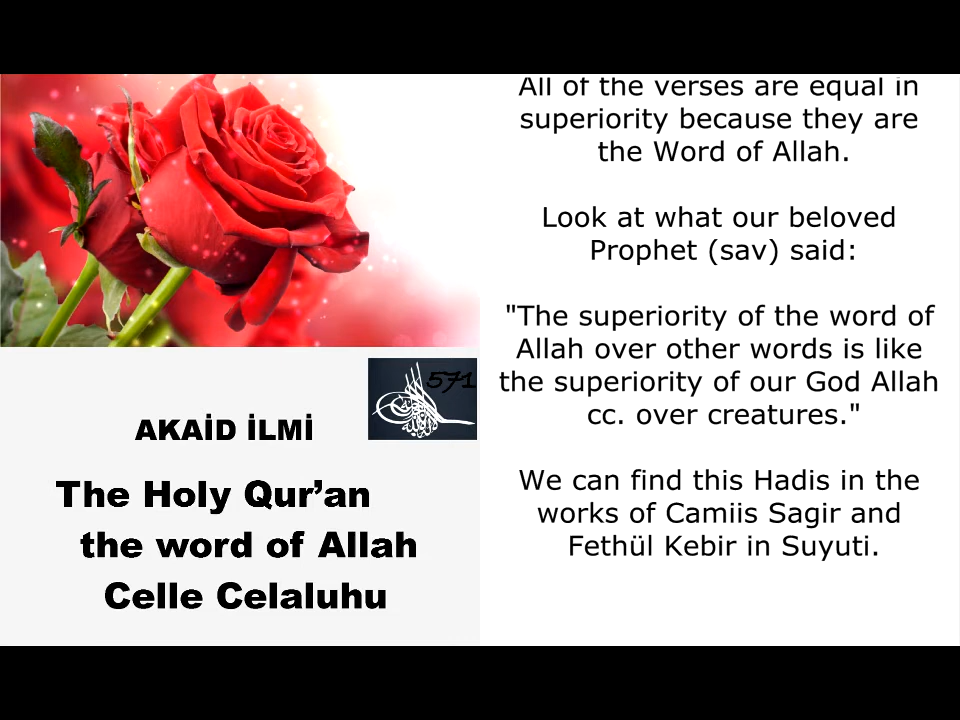 All of the verses are equal in
superiority because they are
the Word of Allah.
Look at what our beloved
Prophet (sav) said:
"The superiority of the word of
Allah over other words is like
the superiority of our God Allah
cc. over creatures."
We can find this Hadis in the
works of Camiis Sagir and
Fethül Kebir in Suyuti.
571
AKAİD İLMİ
The Holy Qur’an
the word of Allah
Celle Celaluhu